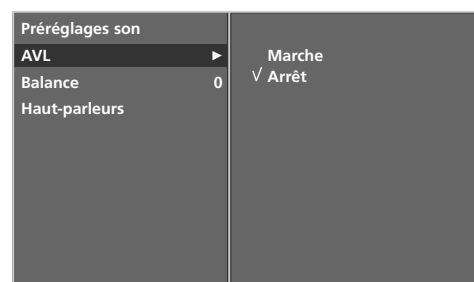 Préréglages son
AVL ►
Marche
Balance 0
√ Arrêt
Haut-parleurs